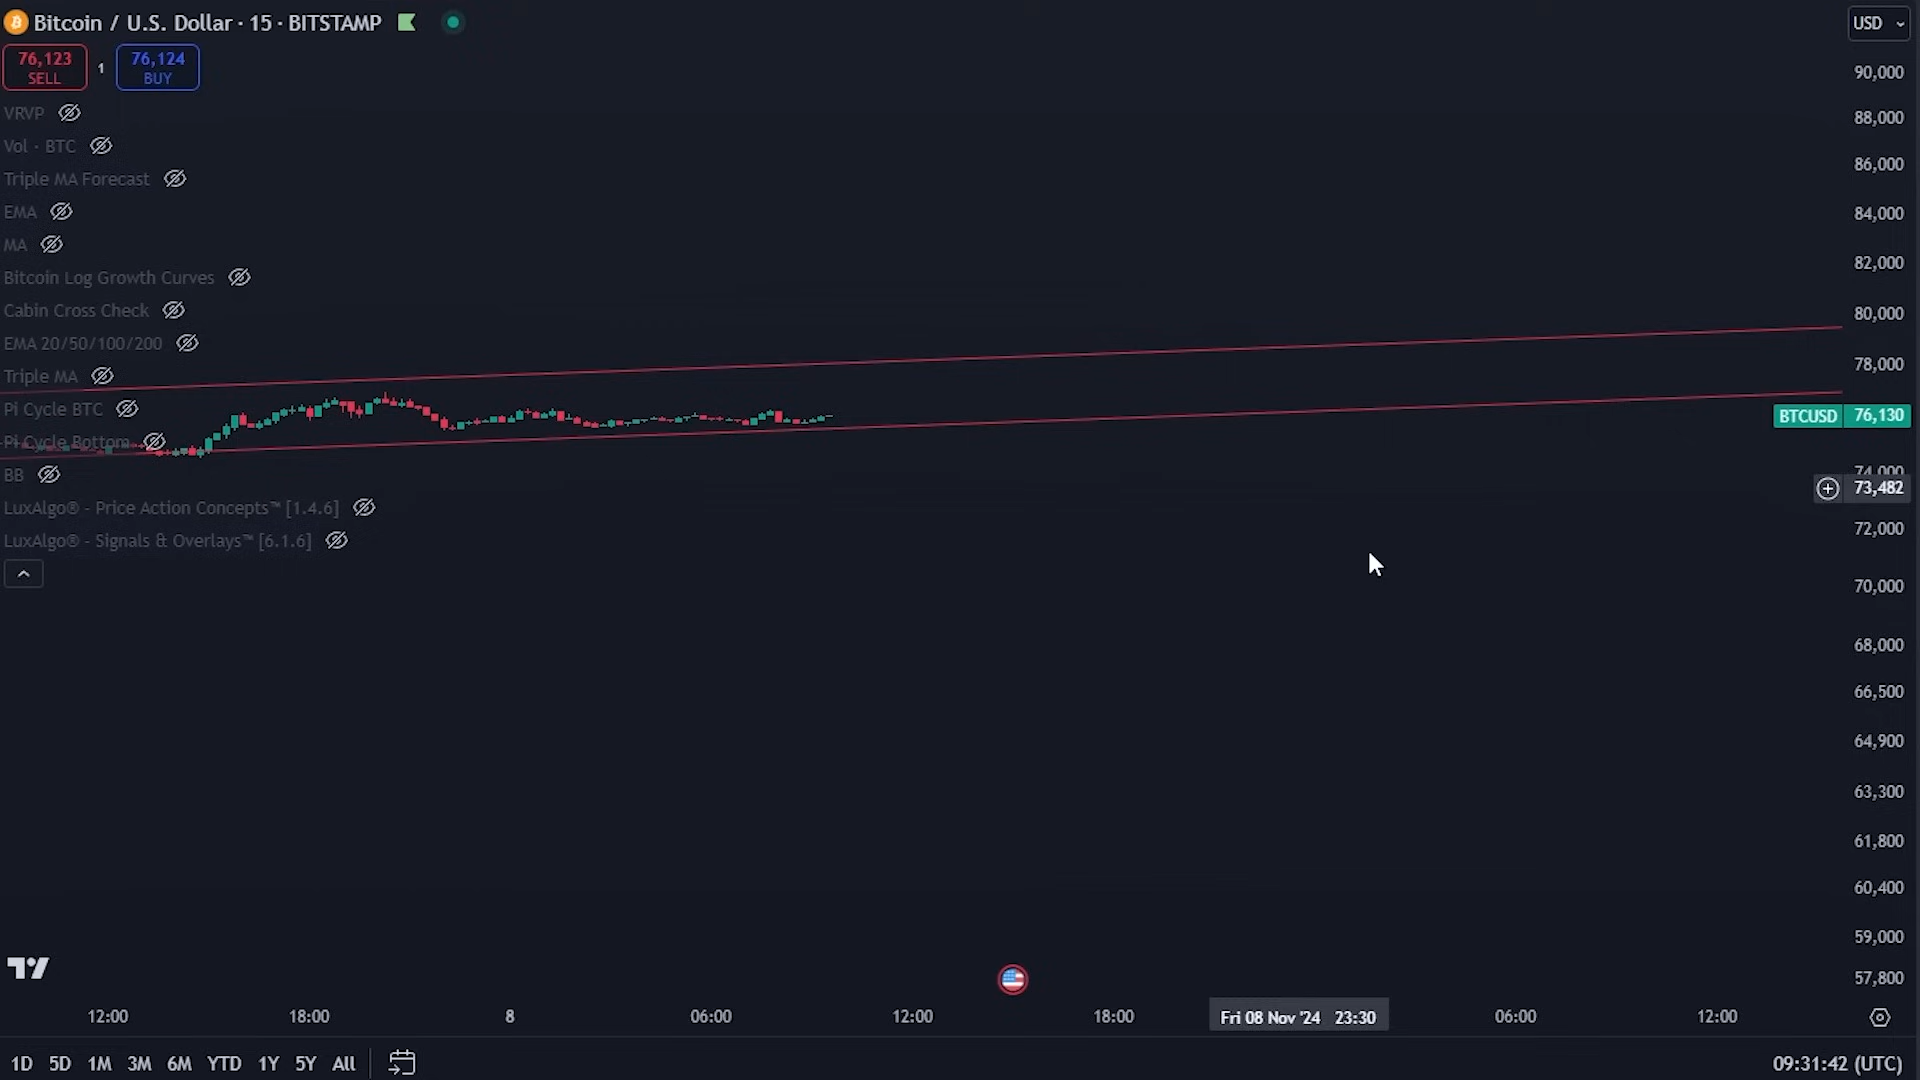 Bitcoin / U.S. Dollar · 15 · BITSTAMP
USD
76,123
SELL
1
76,124
BUY
VRVP
Vol · BTC
Triple MA Forecast
EMA
MA
Bitcoin Log Growth Curves
Cabin Cross Check
EMA 20/50/100/200
Triple MA
Pi Cycle BTC
Pi Cycle Bottom
BB
LuxAlgo® - Price Action Concepts™ [1.4.6]
LuxAlgo® - Signals & Overlays™ [6.1.6]
90,000
88,000
86,000
84,000
82,000
80,000
78,000
BTCUSD 76,130
74,000
73,482
72,000
70,000
68,000
66,500
64,900
63,300
61,800
60,400
59,000
57,800
12:00
18:00
8
06:00
12:00
18:00
Fri 08 Nov '24 23:30
06:00
12:00
1D 5D 1M 3M 6M YTD 1Y 5Y All
09:31:42 (UTC)